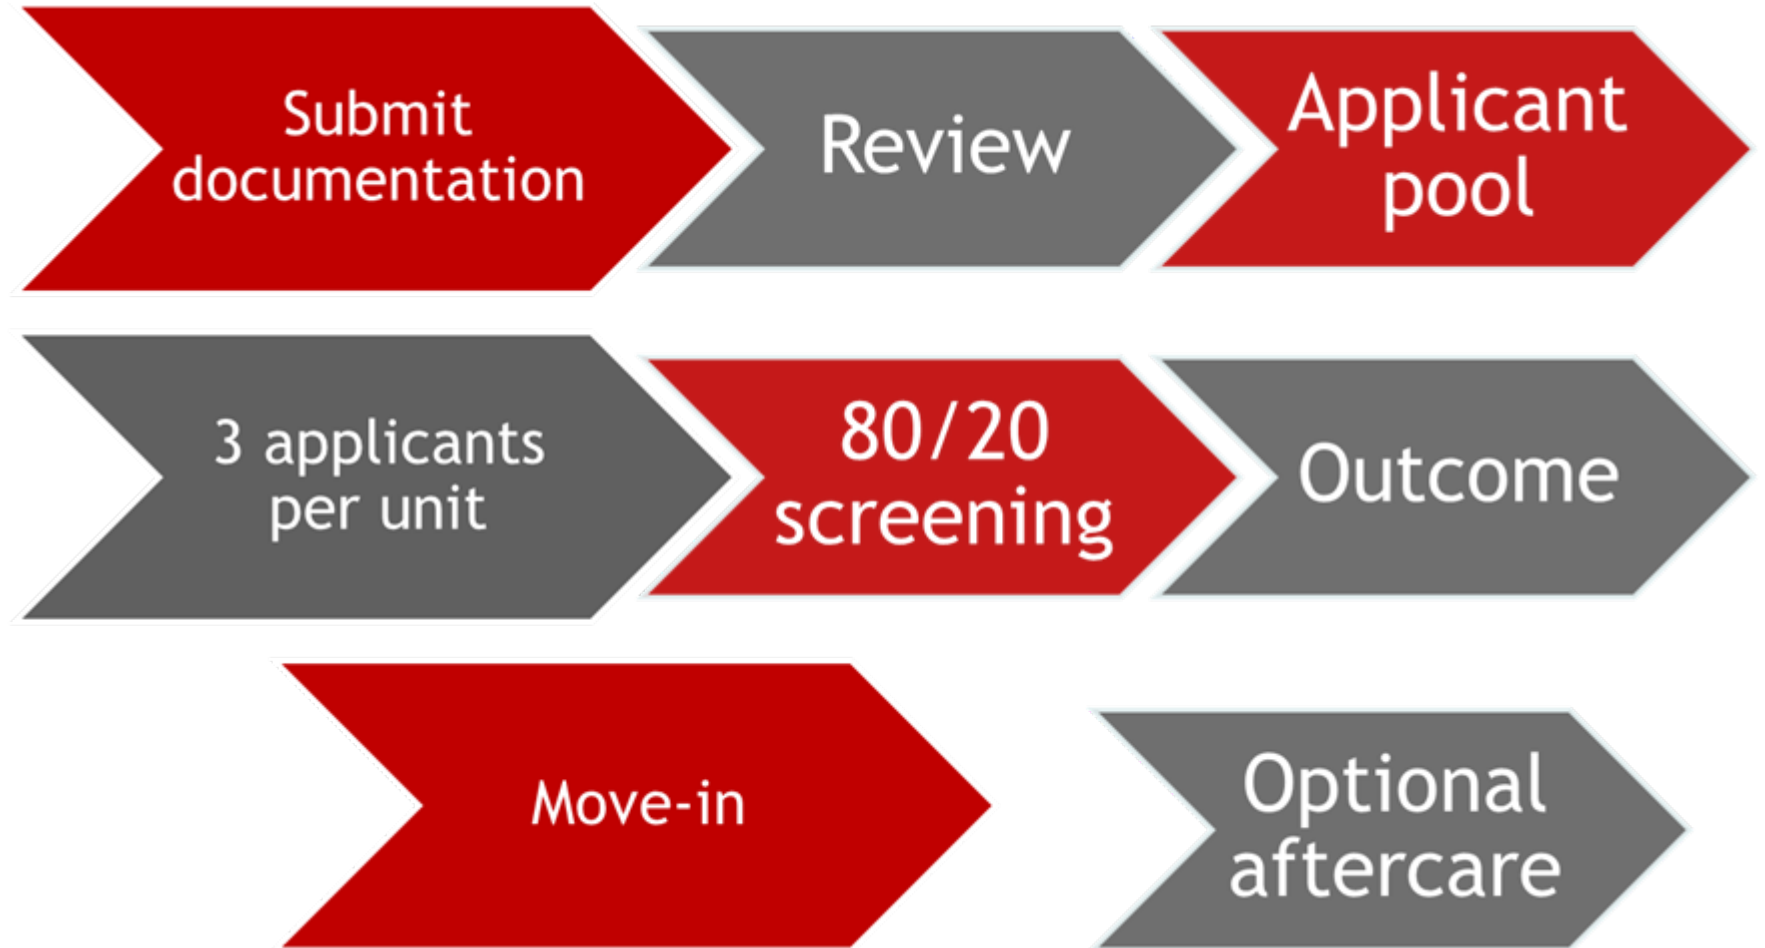 Submit
documentation
Review
Applicant
pool
3 applicants
per unit
80/20
screening
Outcome
Move-in
Optional
aftercare